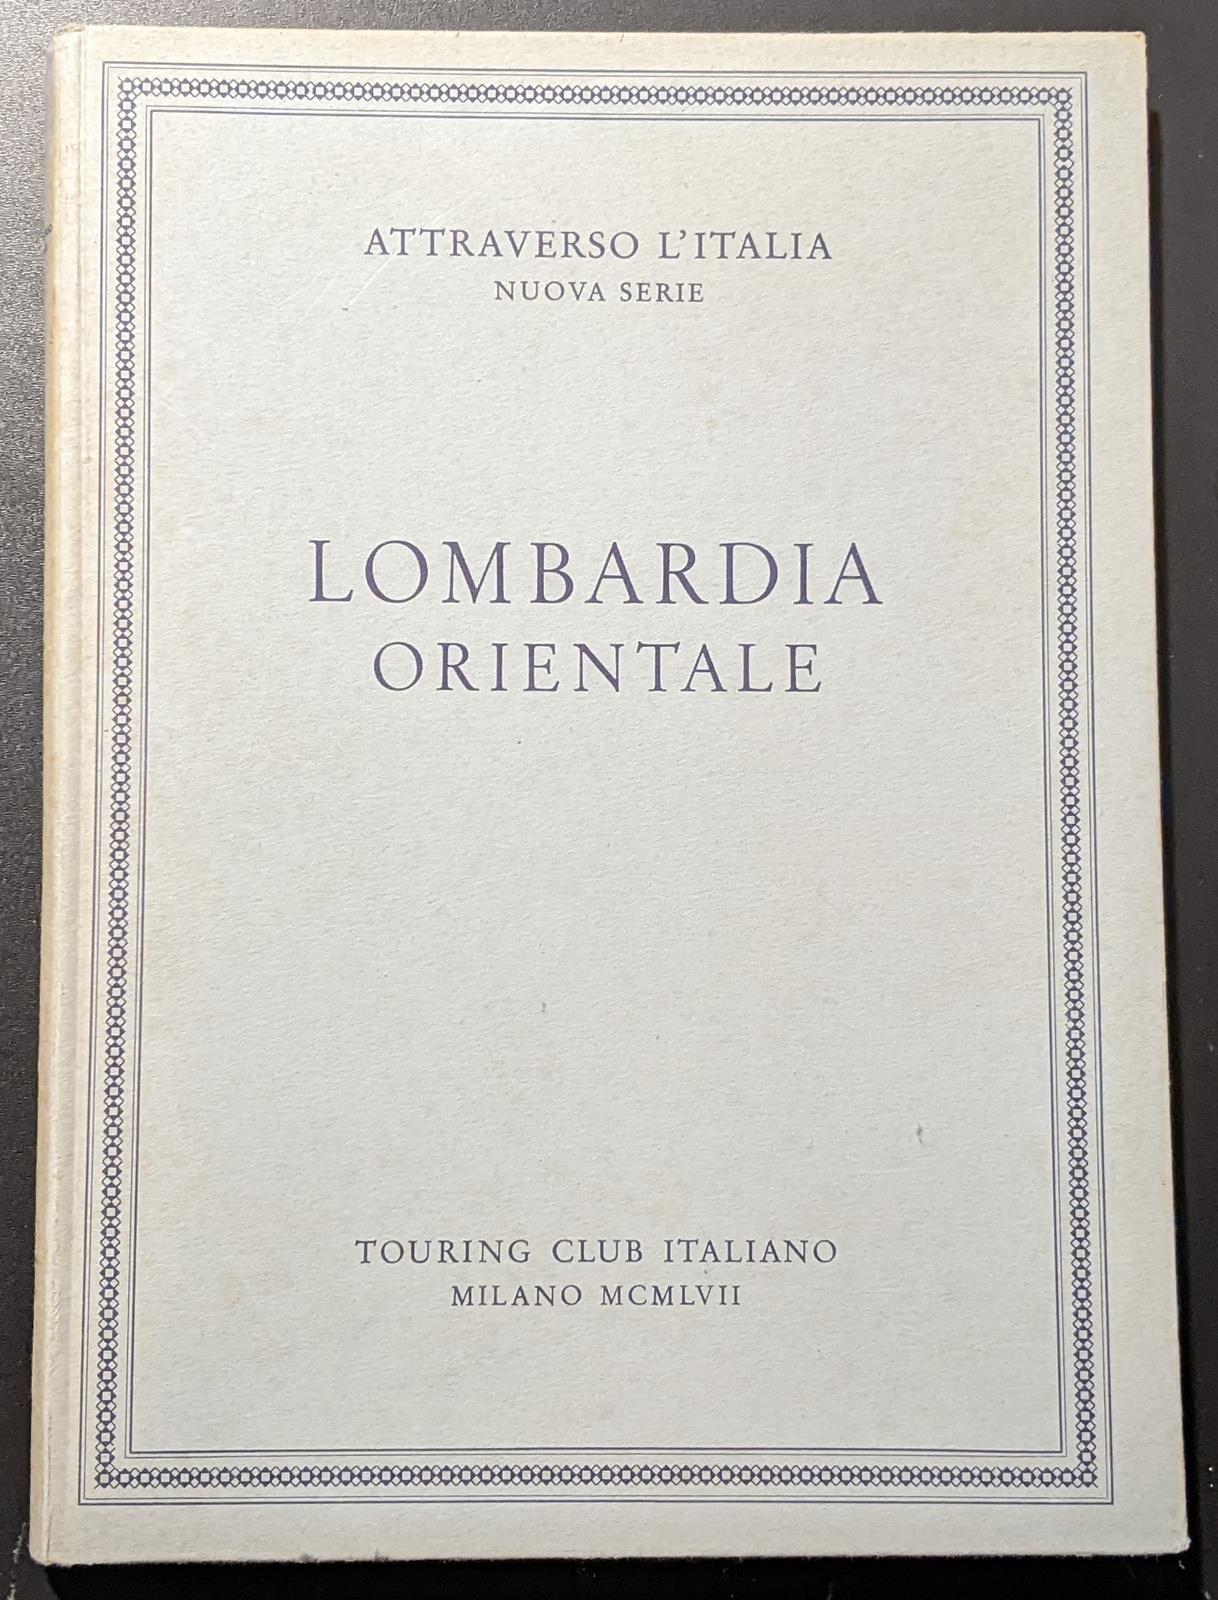 ATTRAVERSO L'ITALIA
NUOVA SERIE
LOMBARDIA
ORIENTALE
TOURING CLUB ITALIANO
MILANO MCMLVII